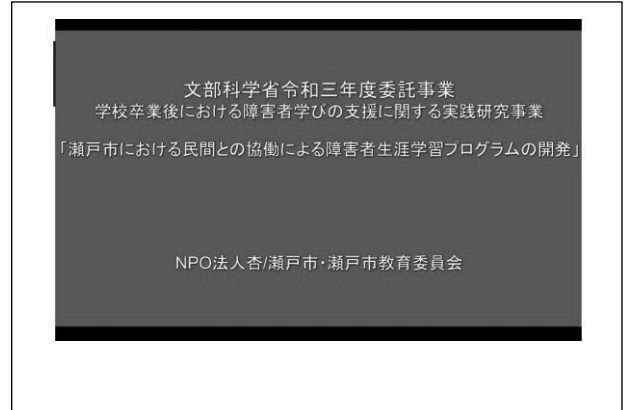 文部科学省令和三年度委託事業
学校卒業後における障害者学びの支援に関する実践研究事業
「瀬戸市における民間との協働による障害者生涯学習プログラムの開発」
NPO法人杏/瀬戸市・瀬戸市教育委員会